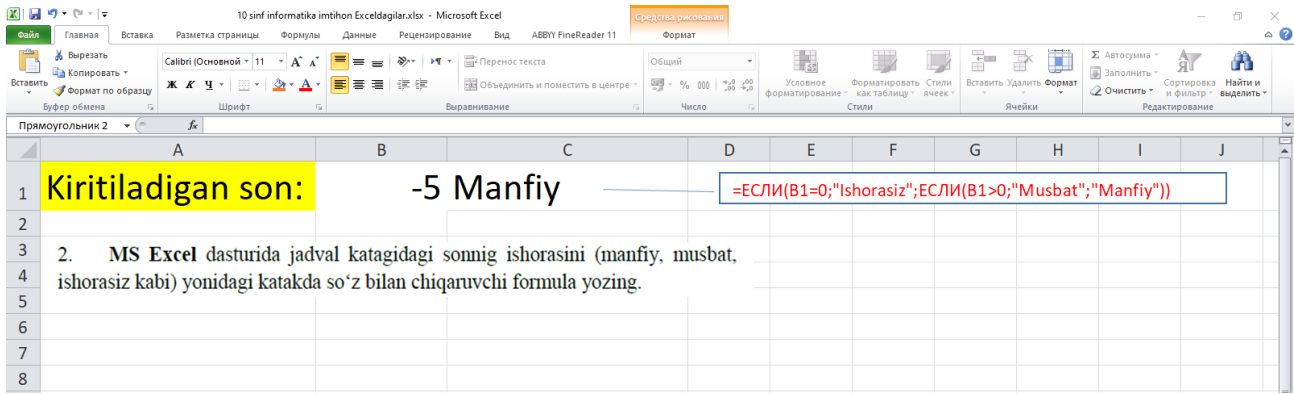 10 sinf informatika imtihon Exceldagilar.xlsx - Microsoft Excel
Средства рисования
Файл Главная Вставка Разметка страницы Формулы Данные Рецензирование Вид ABBYY FineReader 11 Формат
Вставить
Вырезать
Копировать
Формат по образцу
Буфер обмена
Calibri (Основной 11
Ж К Ч
Шрифт
Перенос текста
Объединить и поместить в центре
Выравнивание
Общий
% 000
Число
Условное форматирование
Форматировать как таблицу
Стили ячеек
Стили
Вставить Удалить Формат
Ячейки
Автосумма
Заполнить
Очистить
Сортировка и фильтр
Найти и выделить
Редактирование
Прямоугольник 2 fx
A B C D E F G H I J
1 Kiritiladigan son: -5 Manfiy =ЕСЛИ(B1=0;"Ishorasiz";ЕСЛИ(B1>0;"Musbat";"Manfiy"))
2
3
4
5
6
7
8
2. MS Excel dasturida jadval katagidagi sonnig ishorasini (manfiy, musbat,
ishorasiz kabi) yonidagi katakda so‘z bilan chiqaruvchi formula yozing.